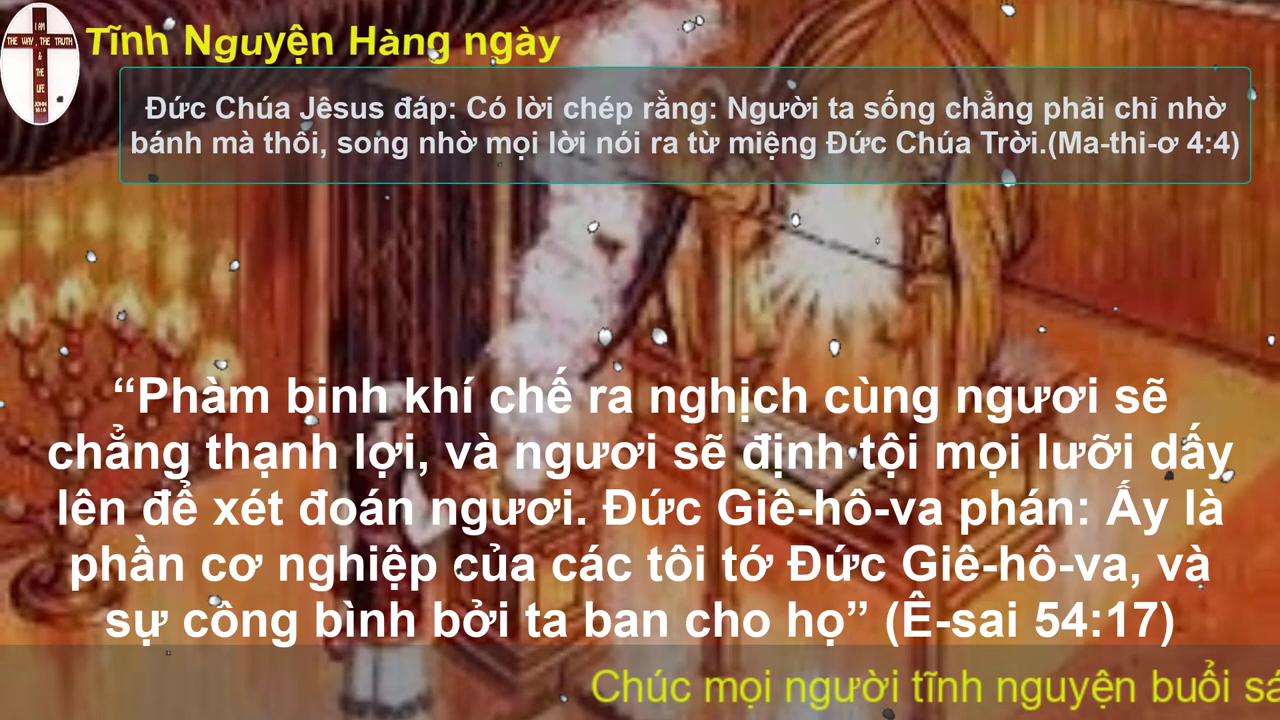 I AM
THE WAY, THE TRUTH
&
THE
LIFE
JOHN
Tĩnh Nguyện Hàng ngày
Đức Chúa Jêsus đáp: Có lời chép rằng: Người ta sống chẳng phải chỉ nhờ
bánh mà thôi, song nhờ mọi lời nói ra từ miệng Đức Chúa Trời.(Ma-thi-ơ 4:4)
“Phàm binh khí chế ra nghịch cùng ngươi sẽ
chẳng thạnh lợi, và ngươi sẽ định tội mọi lưỡi dấy
lên để xét đoán ngươi. Đức Giê-hô-va phán: Ấy là
phần cơ nghiệp của các tôi tớ Đức Giê-hô-va, và
sự công bình bởi ta ban cho họ” (Ê-sai 54:17)
Chúc mọi người tĩnh nguyện buổi sá